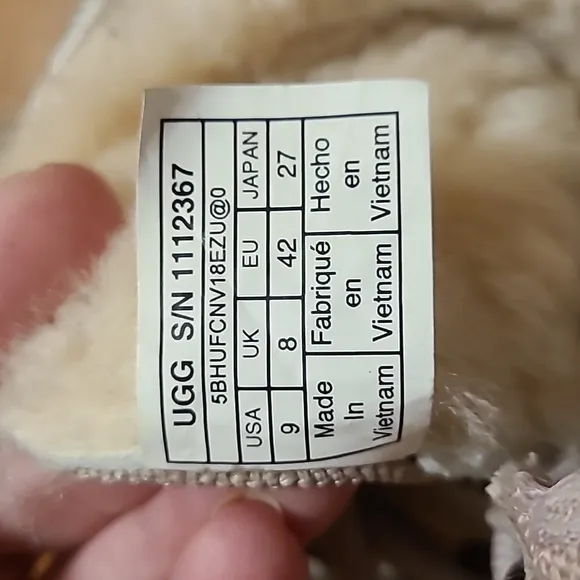 UGG S/N 1112367
5BHUFCNV18EZU@0
USA UK EU JAPAN
9 8 42 27
Made Fabriqué Hecho
In en en
Vietnam Vietnam Vietnam